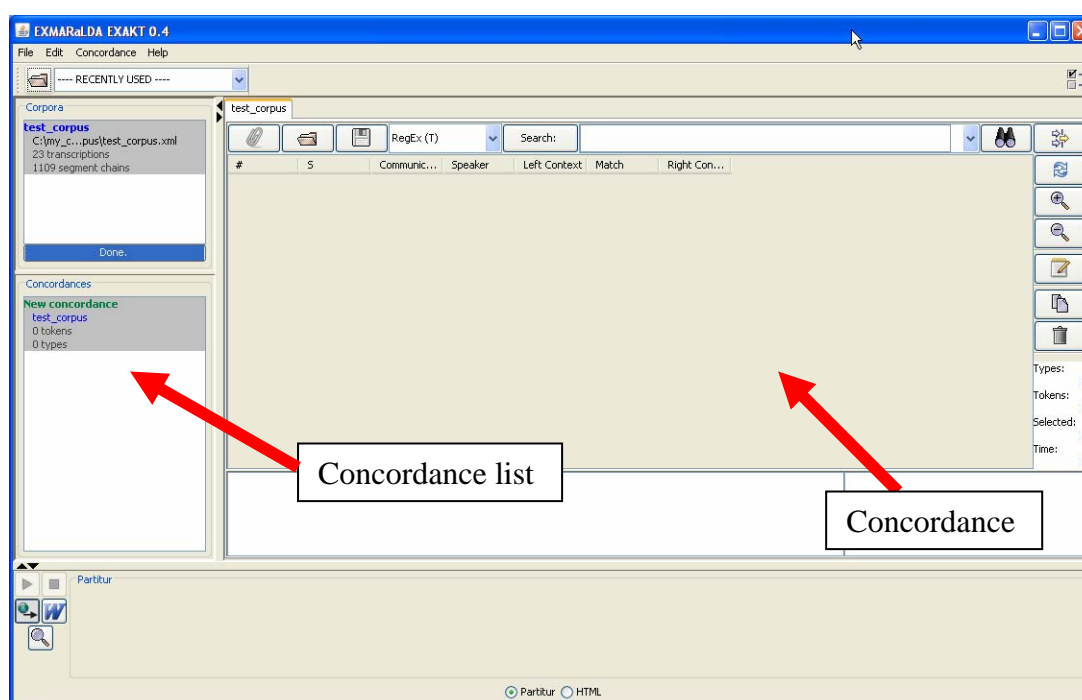 EXMARaLDA EXAKT 0.4
File Edit Concordance Help
---- RECENTLY USED ----
Corpora
test_corpus
C:\my_c...pus\test_corpus.xml
23 transcriptions
1109 segment chains
Done.
Concordances
New concordance
test_corpus
0 tokens
0 types
test_corpus
RegEx (T) Search:
# S Communic... Speaker Left Context Match Right Con...
Types:
Tokens:
Selected:
Time:
Concordance list
Concordance
Partitur
W
Partitur HTML